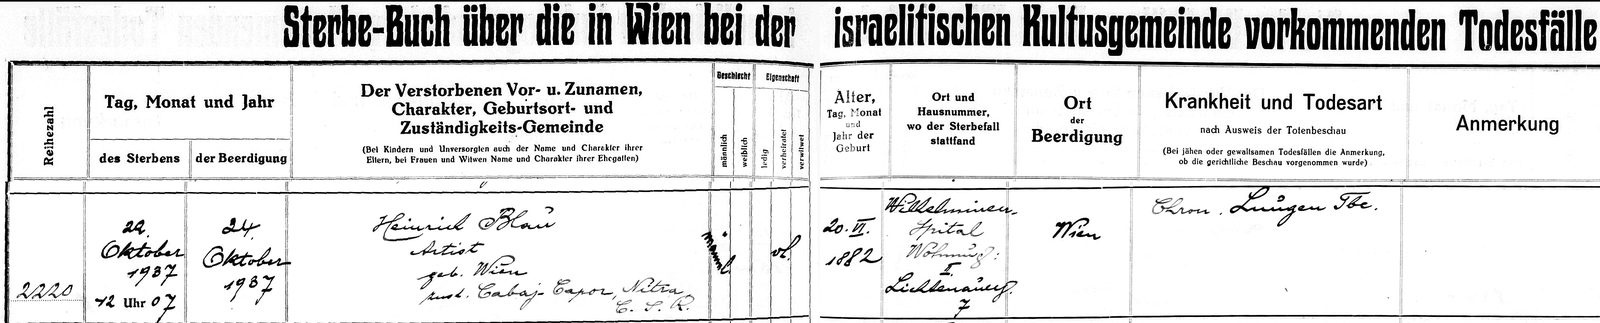 Sterbe-Buch über die in Wien bei der israelitischen Kultusgemeinde vorkommenden Todesfälle
Reihezahl
Tag, Monat und Jahr
des Sterbens
der Beerdigung
Der Verstorbenen Vor- u. Zunamen,
Charakter, Geburtsort- und
Zuständigkeits-Gemeinde
(Bei Kindern und Unversorgten auch der Name und Charakter ihrer
Eltern, bei Frauen und Witwen Name und Charakter ihrer Ehegatten)
Geschlecht
männlich
weiblich
Eigenschaft
ledig
verheiratet
verwitwet
Alter,
Tag, Monat
und
Jahr der
Geburt
Ort und
Hausnummer,
wo der Sterbefall
stattfand
Ort
der
Beerdigung
Krankheit und Todesart
nach Ausweis der Totenbeschau
(Bei jähen oder gewaltsamen Todesfällen die Anmerkung,
ob die gerichtliche Beschau vorgenommen wurde)
Anmerkung
2220
22.
Oktober
1937
12 Uhr 07
24.
Oktober
1937
Heinrich Blau
Artist
geb. Wien
zust. Cabaj-Capor, Nitra
C. S. R.
männl
vh.
20. VI.
1882
Wilhelminen-
spital
Wohnung:
II.
Lichtenauerg.
7
Wien
Chron. Lungen Tbc.